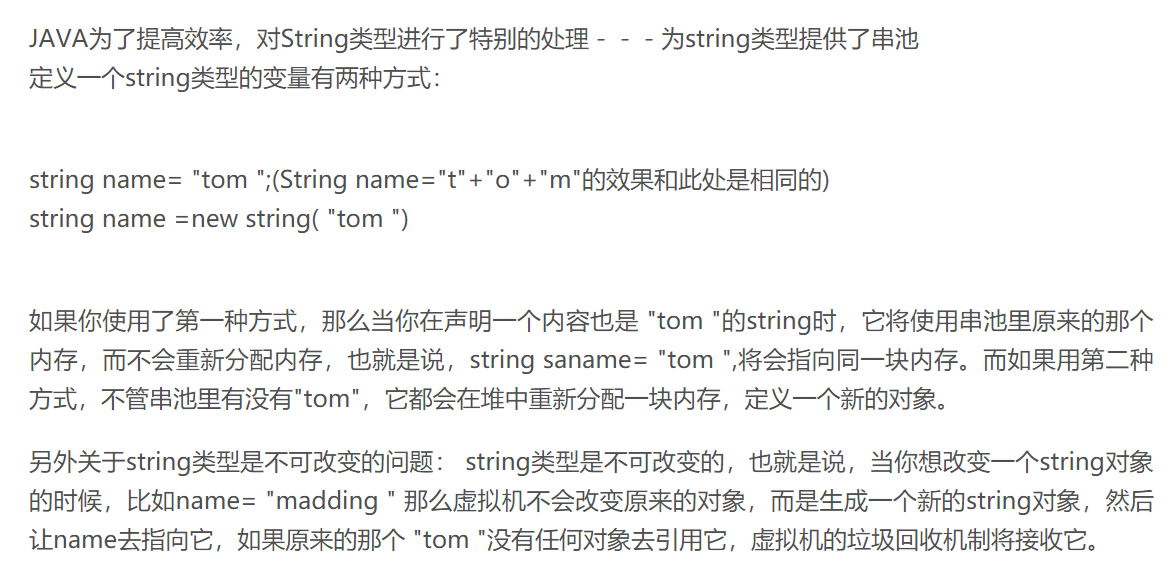 JAVA为了提高效率，对String类型进行了特别的处理 -  -  - 为string类型提供了串池
定义一个string类型的变量有两种方式：
string name= "tom ";(String name="t"+"o"+"m"的效果和此处是相同的)
string name =new string( "tom ")
如果你使用了第一种方式，那么当你在声明一个内容也是 "tom "的string时，它将使用串池里原来的那个
内存，而不会重新分配内存，也就是说，string saname= "tom ",将会指向同一块内存。而如果用第二种
方式，不管串池里有没有"tom"，它都会在堆中重新分配一块内存，定义一个新的对象。
另外关于string类型是不可改变的问题： string类型是不可改变的，也就是说，当你想改变一个string对象
的时候，比如name= "madding " 那么虚拟机不会改变原来的对象，而是生成一个新的string对象，然后
让name去指向它，如果原来的那个 "tom "没有任何对象去引用它，虚拟机的垃圾回收机制将接收它。